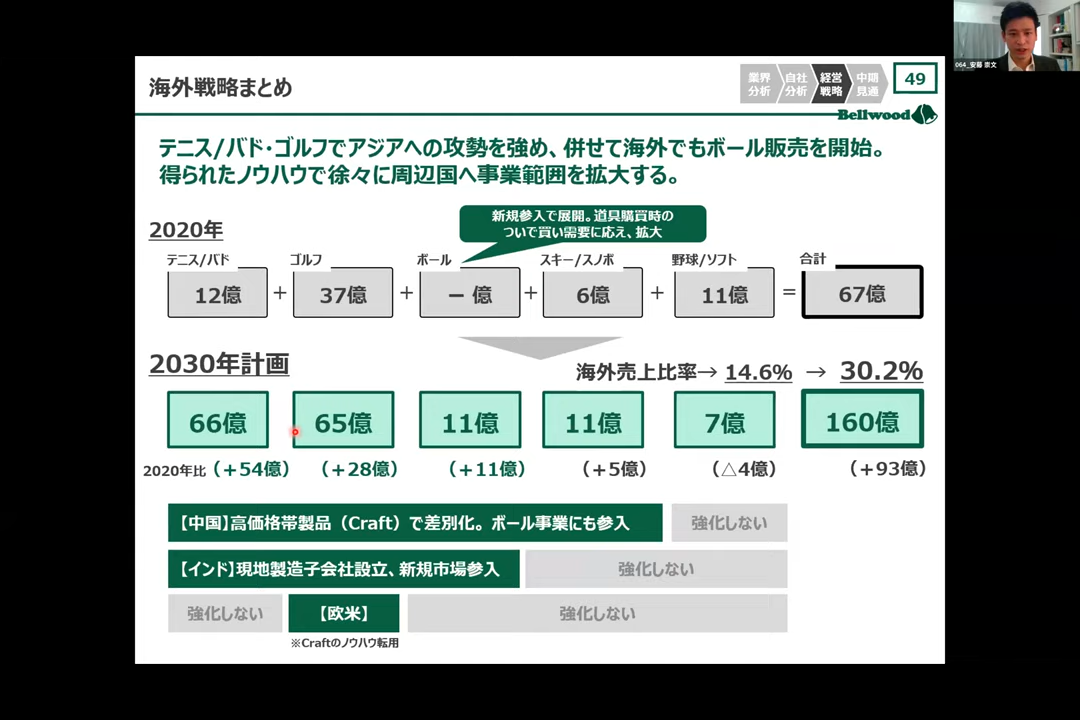 064_安幕 崇文
海外戦略まとめ
業界
分析
自社
分析
経営
戦略
中期
見通
49
Bellwood
テニス/バド・ゴルフでアジアへの攻勢を強め、併せて海外でもボール販売を開始。
得られたノウハウで徐々に周辺国へ事業範囲を拡大する。
新規参入で展開。道具購買時の
ついで買い需要に応え、拡大
2020年
テニス/バド ゴルフ ボール スキー/スノボ 野球/ソフト 合計
12億 + 37億 + − 億 + 6億 + 11億 = 67億
2030年計画
海外売上比率→ 14.6% → 30.2%
66億 65億 11億 11億 7億 160億
2020年比 (+54億) (+28億) (+11億) (+5億) (△4億) (+93億)
【中国】高価格帯製品（Craft）で差別化。ボール事業にも参入 強化しない
【インド】現地製造子会社設立、新規市場参入 強化しない
強化しない 【欧米】 強化しない
※Craftのノウハウ転用